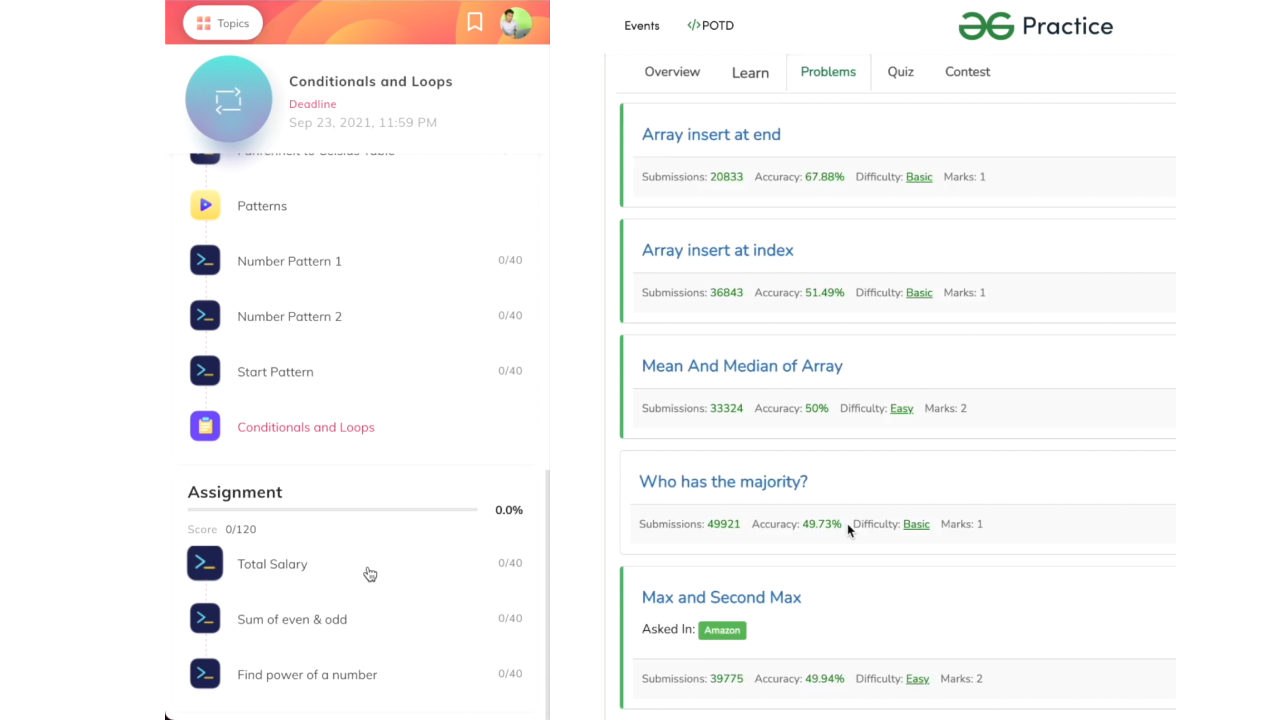 Topics
Conditionals and Loops
Deadline
Sep 23, 2021, 11:59 PM
Fahrenheit to Celsius Table
Patterns
Number Pattern 1 0/40
Number Pattern 2 0/40
Start Pattern 0/40
Conditionals and Loops
Assignment
0.0%
Score 0/120
Total Salary 0/40
Sum of even & odd 0/40
Find power of a number 0/40
Events </>POTD Practice
Overview Learn Problems Quiz Contest
Array insert at end
Submissions: 20833 Accuracy: 67.88% Difficulty: Basic Marks: 1
Array insert at index
Submissions: 36843 Accuracy: 51.49% Difficulty: Basic Marks: 1
Mean And Median of Array
Submissions: 33324 Accuracy: 50% Difficulty: Easy Marks: 2
Who has the majority?
Submissions: 49921 Accuracy: 49.73% Difficulty: Basic Marks: 1
Max and Second Max
Asked In: Amazon
Submissions: 39775 Accuracy: 49.94% Difficulty: Easy Marks: 2